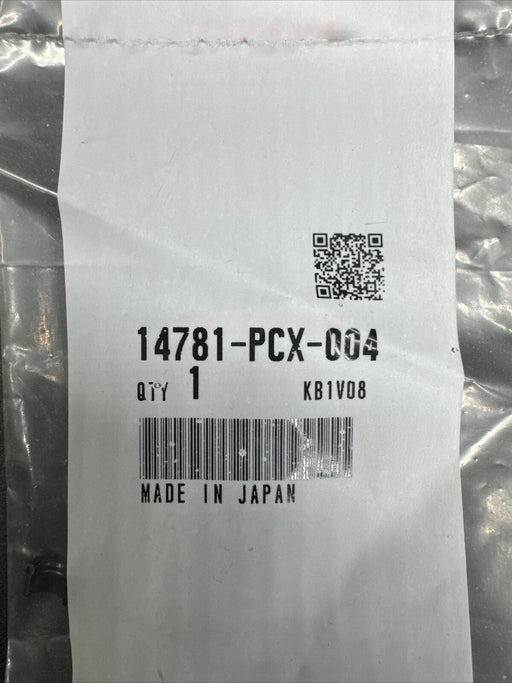 14781-PCX-004
QTY 1 KB1V08
MADE IN JAPAN